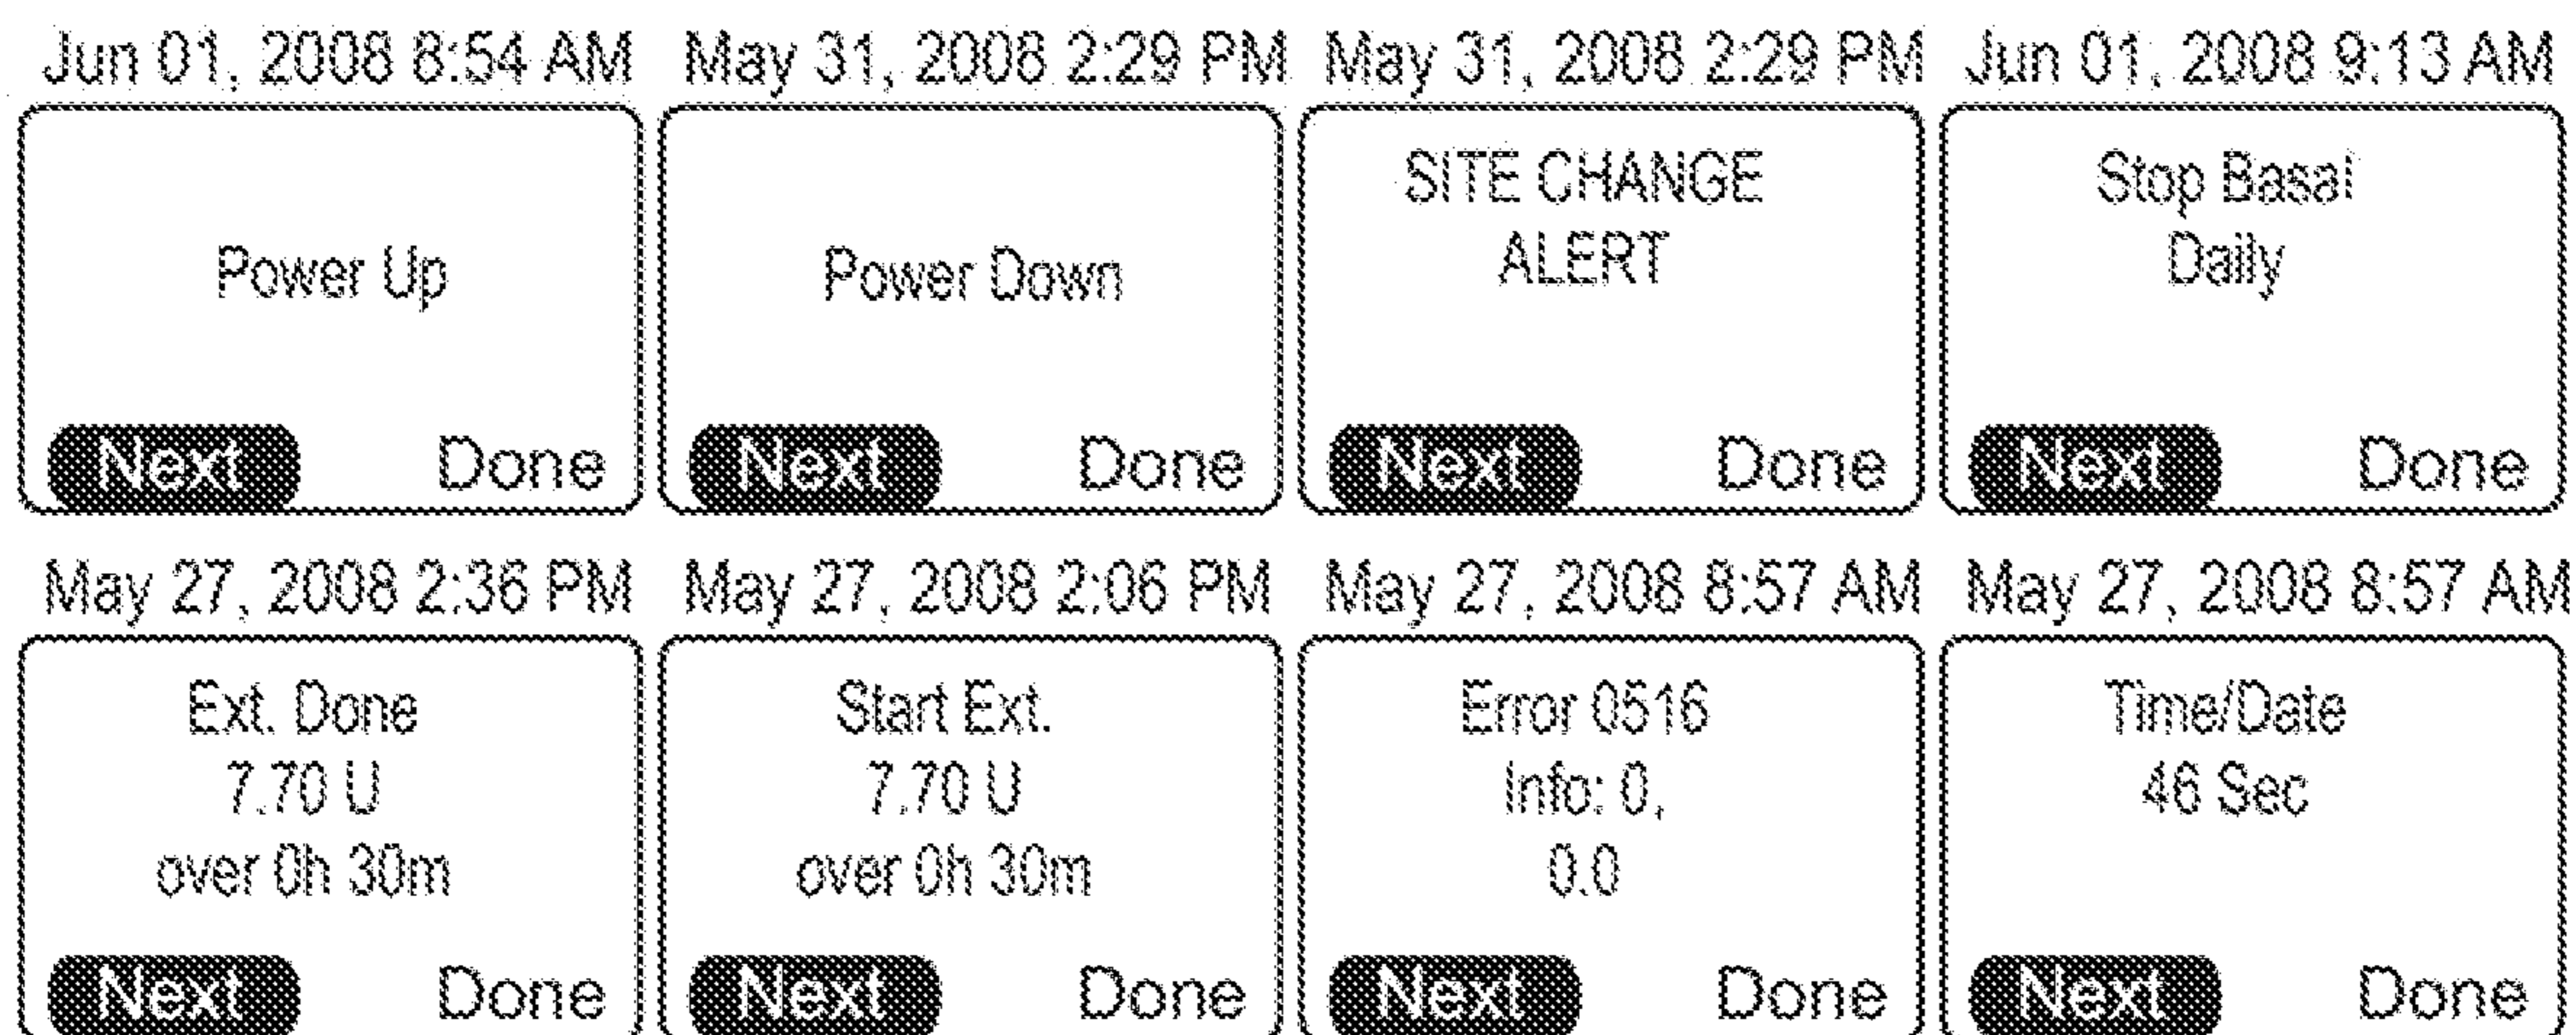 Jun 01, 2008 8:54 AM
Power Up
Next Done
May 31, 2008 2:29 PM
Power Down
Next Done
May 31, 2008 2:29 PM
SITE CHANGE
ALERT
Next Done
Jun 01, 2008 9:13 AM
Stop Basal
Daily
Next Done
May 27, 2008 2:36 PM
Ext. Done
7.70 U
over 0h 30m
Next Done
May 27, 2008 2:06 PM
Start Ext.
7.70 U
over 0h 30m
Next Done
May 27, 2008 8:57 AM
Error 0516
Info: 0,
0.0
Next Done
May 27, 2008 8:57 AM
Time/Date
46 Sec
Next Done